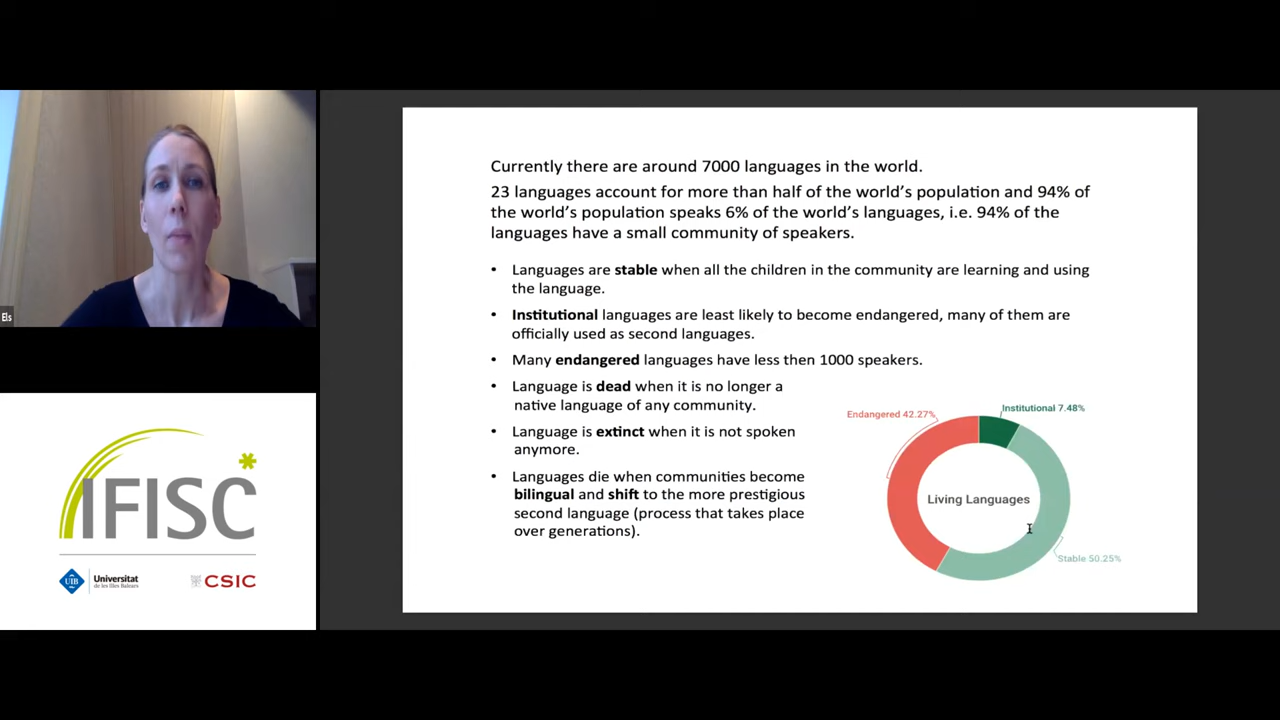 Currently there are around 7000 languages in the world.
23 languages account for more than half of the world's population and 94% of
the world's population speaks 6% of the world's languages, i.e. 94% of the
languages have a small community of speakers.
• Languages are stable when all the children in the community are learning and using
the language.
• Institutional languages are least likely to become endangered, many of them are
officially used as second languages.
• Many endangered languages have less then 1000 speakers.
• Language is dead when it is no longer a
native language of any community.
• Language is extinct when it is not spoken
anymore.
• Languages die when communities become
bilingual and shift to the more prestigious
second language (process that takes place
over generations).
Endangered 42.27%
Institutional 7.48%
Living Languages
Stable 50.25%
Els
IFISC
UIB
Universitat
de les Illes Balears
CSIC